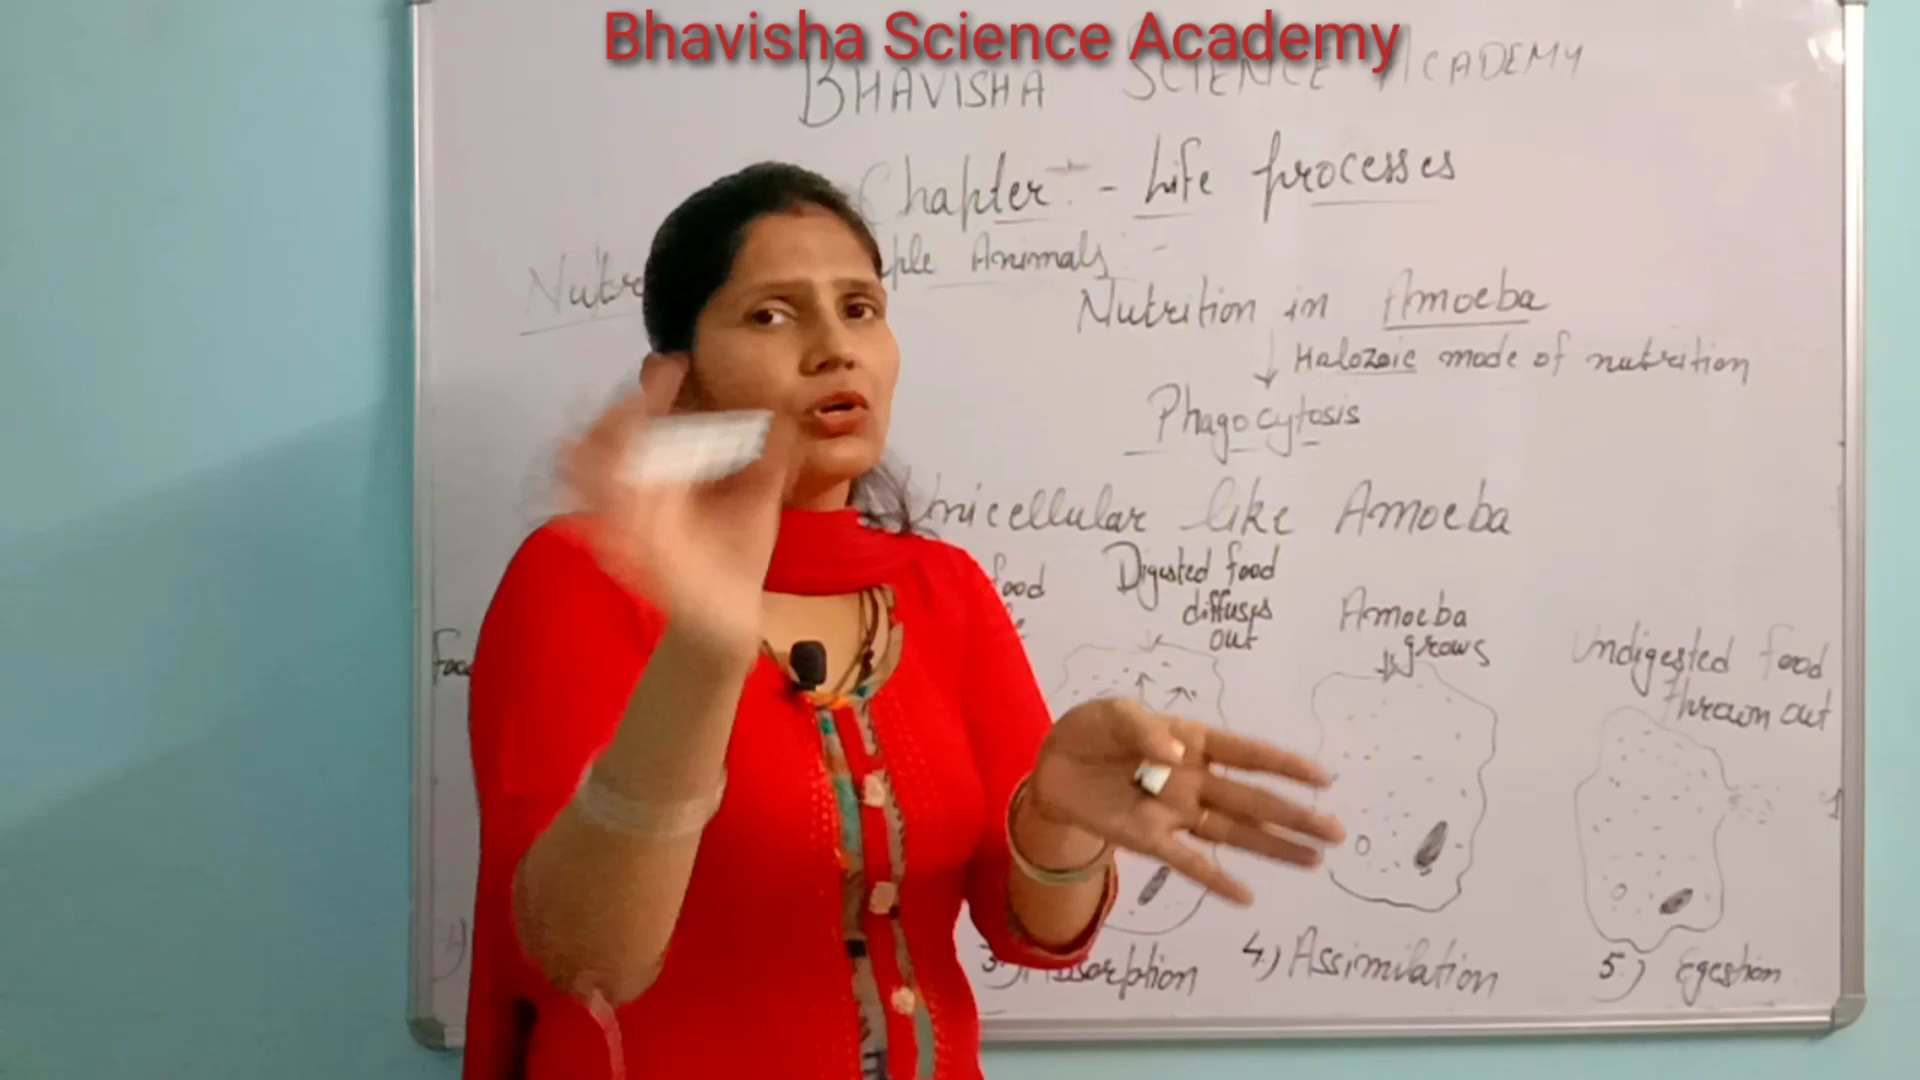 Bhavisha Science Academy
BHAVISHA SCIENCE ACADEMY
Chapter - Life processes
Animals
Nutrition in Amoeba
Halozoic mode of nutrition
Phagocytosis
like Amoeba
food
Digested food
diffuses
out
Amoeba
grows
Undigested food
thrown out
4.) Assimilation
5.) Egestion